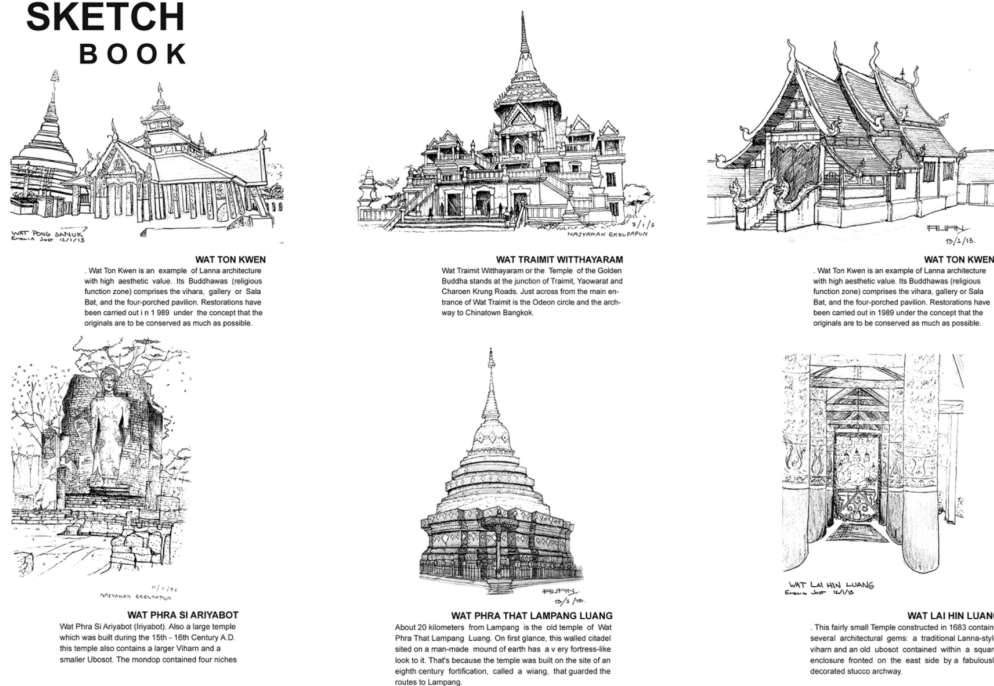 SKETCH
BOOK
WAT PONG SANUK
12/1/13
WAT TON KWEN
. Wat Ton Kwen is an example of Lanna architecture
with high aesthetic value. Its Buddhawas (religious
function zone) comprises the vihara, gallery or Sala
Bat, and the four-porched pavilion. Restorations have
been carried out i n 1 989 under the concept that the
originals are to be conserved as much as possible.
NATYAWAN EKSUDAPUN
WAT TRAIMIT WITTHAYARAM
Wat Traimit Witthayaram or the Temple of the Golden
Buddha stands at the junction of Traimit, Yaowarat and
Charoen Krung Roads. Just across from the main en-
trance of Wat Traimit is the Odeon circle and the arch-
way to Chinatown Bangkok.
WAT TON KWEN
. Wat Ton Kwen is an example of Lanna architecture
with high aesthetic value. Its Buddhawas (religious
function zone) comprises the vihara, gallery or Sala
Bat, and the four-porched pavilion. Restorations have
been carried out in 1989 under the concept that the
originals are to be conserved as much as possible.
WAT PHRA SI ARIYABOT
Wat Phra Si Ariyabot (Iriyabot). Also a large temple
which was built during the 15th - 16th Century A.D.
this temple also contains a larger Viharn and a
smaller Ubosot. The mondop contained four niches
WAT PHRA THAT LAMPANG LUANG
About 20 kilometers from Lampang is the old temple of Wat
Phra That Lampang Luang. On first glance, this walled citadel
sited on a man-made mound of earth has a v ery fortress-like
look to it. That's because the temple was built on the site of an
eighth century fortification, called a wiang, that guarded the
routes to Lampang.
WAT LAI HIN LUANG
12/1/13
WAT LAI HIN LUANG
. This fairly small Temple constructed in 1683 contain
several architectural gems: a traditional Lanna-styl
viharn and an old ubosot contained within a squar
enclosure fronted on the east side by a fabulousl
decorated stucco archway.